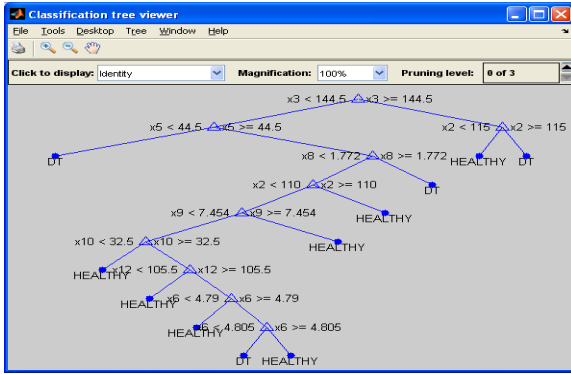 Classification tree viewer
File Tools Desktop Tree Window Help
Click to display: Identity Magnification: 100% Pruning level: 0 of 3
x3 < 144.5 x3 >= 144.5
x5 < 44.5 x5 >= 44.5 x2 < 115 x2 >= 115
DT x8 < 1.772 x8 >= 1.772 HEALTHY DT
x2 < 110 x2 >= 110 DT
x9 < 7.454 x9 >= 7.454 HEALTHY
x10 < 32.5 x10 >= 32.5 HEALTHY
HEALTHY x12 < 105.5 x12 >= 105.5
HEALTHY x6 < 4.79 x6 >= 4.79
HEALTHY x6 < 4.805 x6 >= 4.805
DT HEALTHY